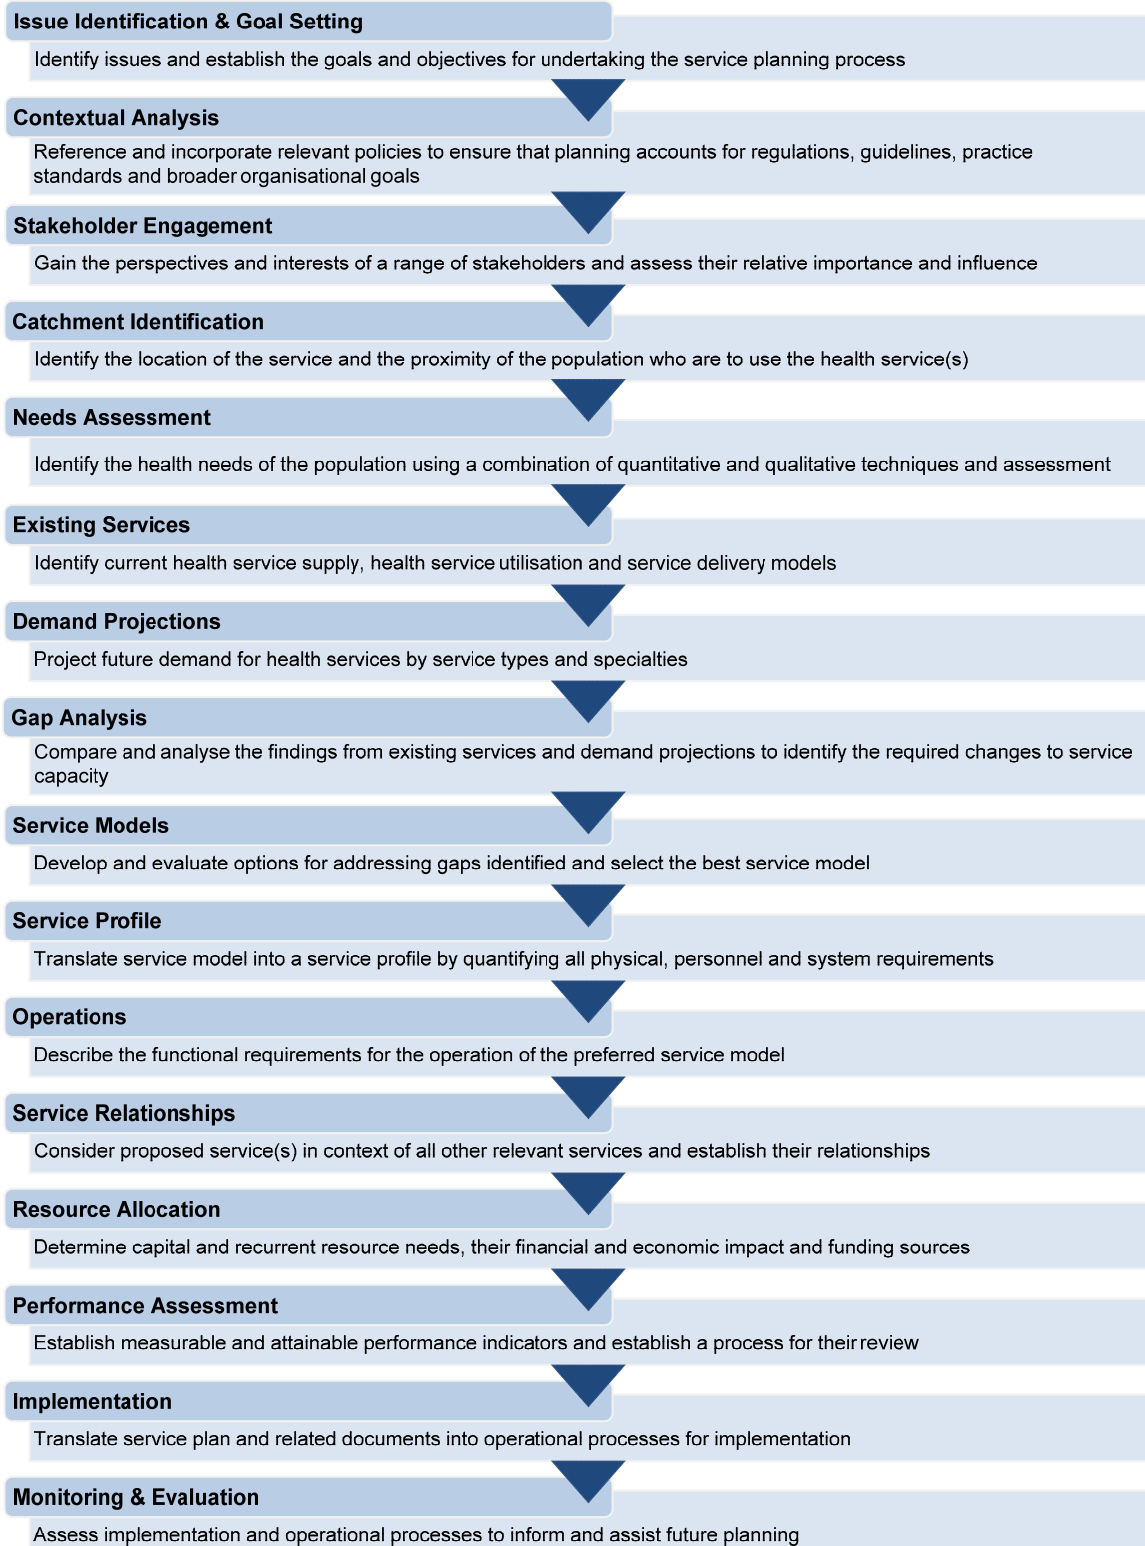 Issue Identification & Goal Setting
Identify issues and establish the goals and objectives for undertaking the service planning process
Contextual Analysis
Reference and incorporate relevant policies to ensure that planning accounts for regulations, guidelines, practice
standards and broader organisational goals
Stakeholder Engagement
Gain the perspectives and interests of a range of stakeholders and assess their relative importance and influence
Catchment Identification
Identify the location of the service and the proximity of the population who are to use the health service(s)
Needs Assessment
Identify the health needs of the population using a combination of quantitative and qualitative techniques and assessment
Existing Services
Identify current health service supply, health service utilisation and service delivery models
Demand Projections
Project future demand for health services by service types and specialties
Gap Analysis
Compare and analyse the findings from existing services and demand projections to identify the required changes to service
capacity
Service Models
Develop and evaluate options for addressing gaps identified and select the best service model
Service Profile
Translate service model into a service profile by quantifying all physical, personnel and system requirements
Operations
Describe the functional requirements for the operation of the preferred service model
Service Relationships
Consider proposed service(s) in context of all other relevant services and establish their relationships
Resource Allocation
Determine capital and recurrent resource needs, their financial and economic impact and funding sources
Performance Assessment
Establish measurable and attainable performance indicators and establish a process for their review
Implementation
Translate service plan and related documents into operational processes for implementation
Monitoring & Evaluation
Assess implementation and operational processes to inform and assist future planning